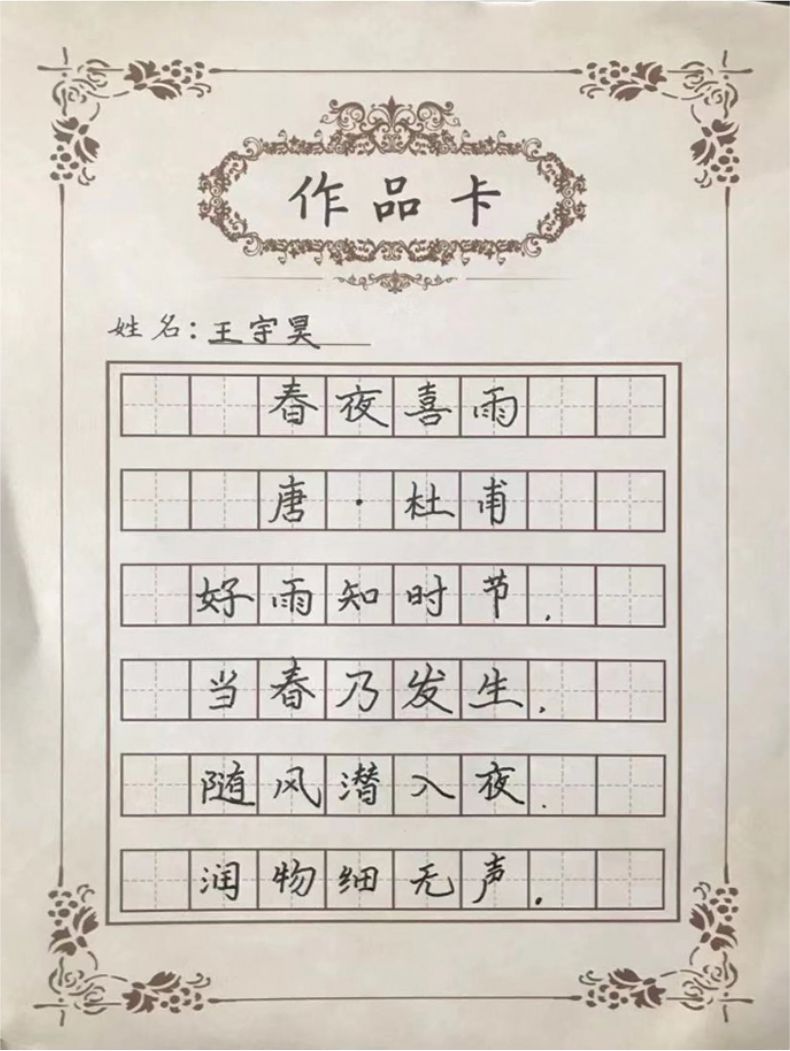 作品卡
姓名：王宇昊
春夜喜雨
唐·杜甫
好雨知时节.
当春乃发生.
随风潜入夜.
润物细无声.